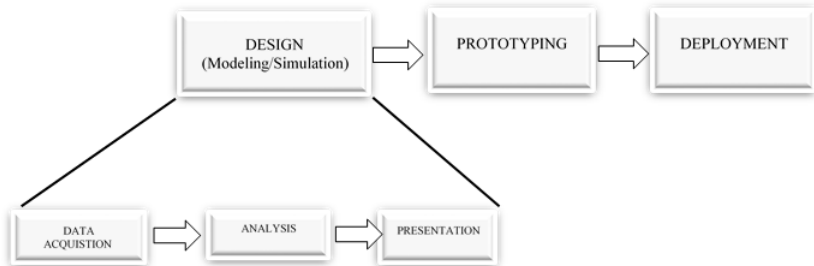 DESIGN
(Modeling/Simulation)
PROTOTYPING
DEPLOYMENT
DATA
ACQUISTION
ANALYSIS
PRESENTATION